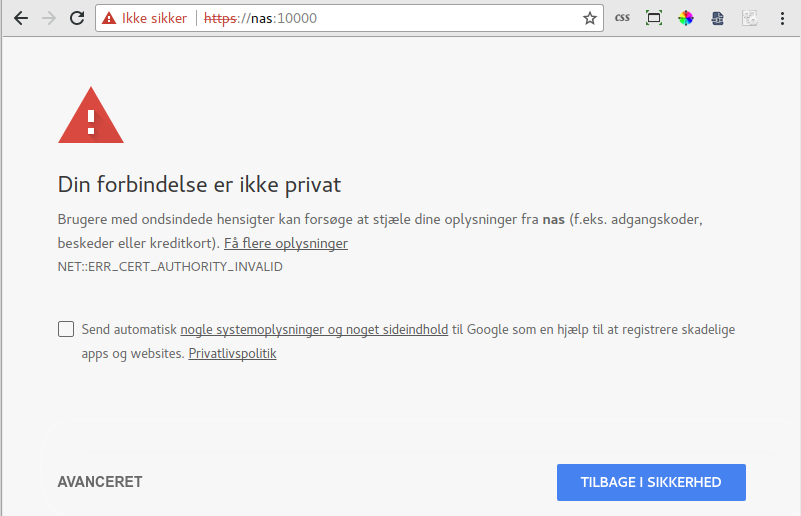 Ikke sikker https://nas:10000 css
Din forbindelse er ikke privat
Brugere med ondsindede hensigter kan forsøge at stjæle dine oplysninger fra nas (f.eks. adgangskoder,
beskeder eller kreditkort). Få flere oplysninger
NET::ERR_CERT_AUTHORITY_INVALID
Send automatisk nogle systemoplysninger og noget sideindhold til Google som en hjælp til at registrere skadelige
apps og websites. Privatlivspolitik
AVANCERET TILBAGE I SIKKERHED